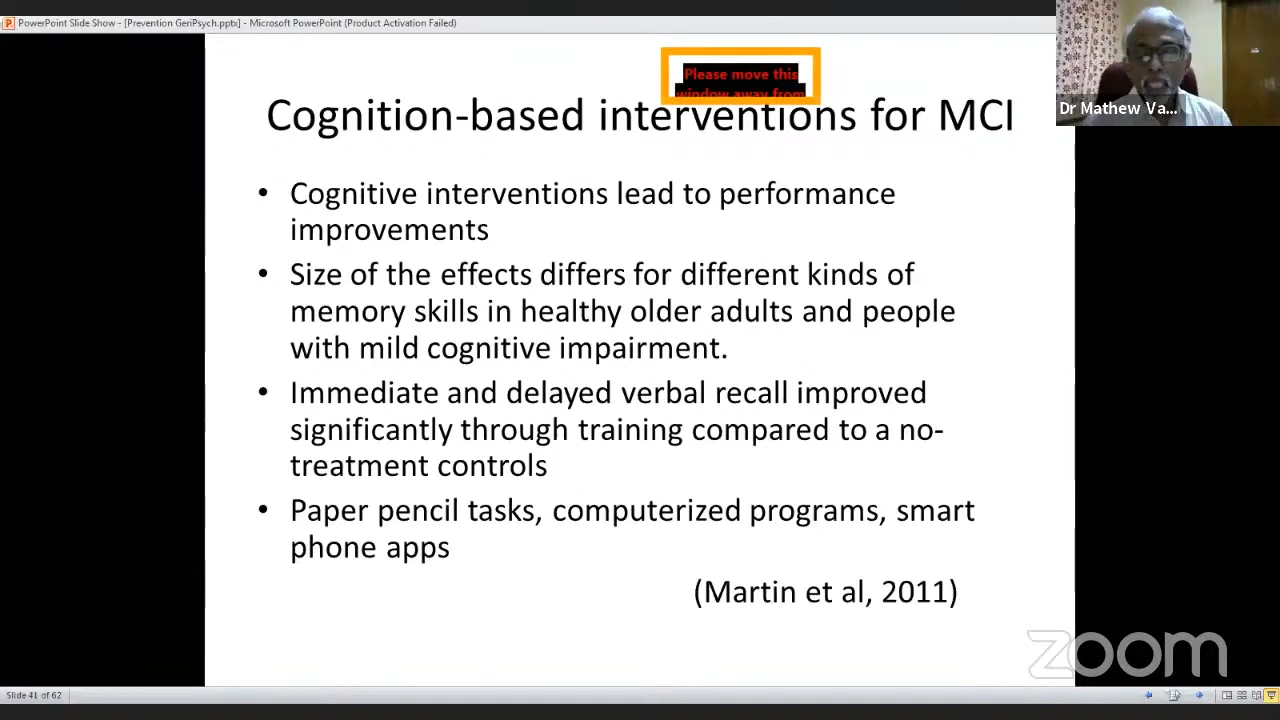 PowerPoint Slide Show - [Prevention GeriPsych.pptx] - Microsoft PowerPoint (Product Activation Failed)
Please move this
window away from
Dr Mathew Va...
Cognition-based interventions for MCI
• Cognitive interventions lead to performance
improvements
• Size of the effects differs for different kinds of
memory skills in healthy older adults and people
with mild cognitive impairment.
• Immediate and delayed verbal recall improved
significantly through training compared to a no-
treatment controls
• Paper pencil tasks, computerized programs, smart
phone apps
(Martin et al, 2011)
zoom
Slide 41 of 62